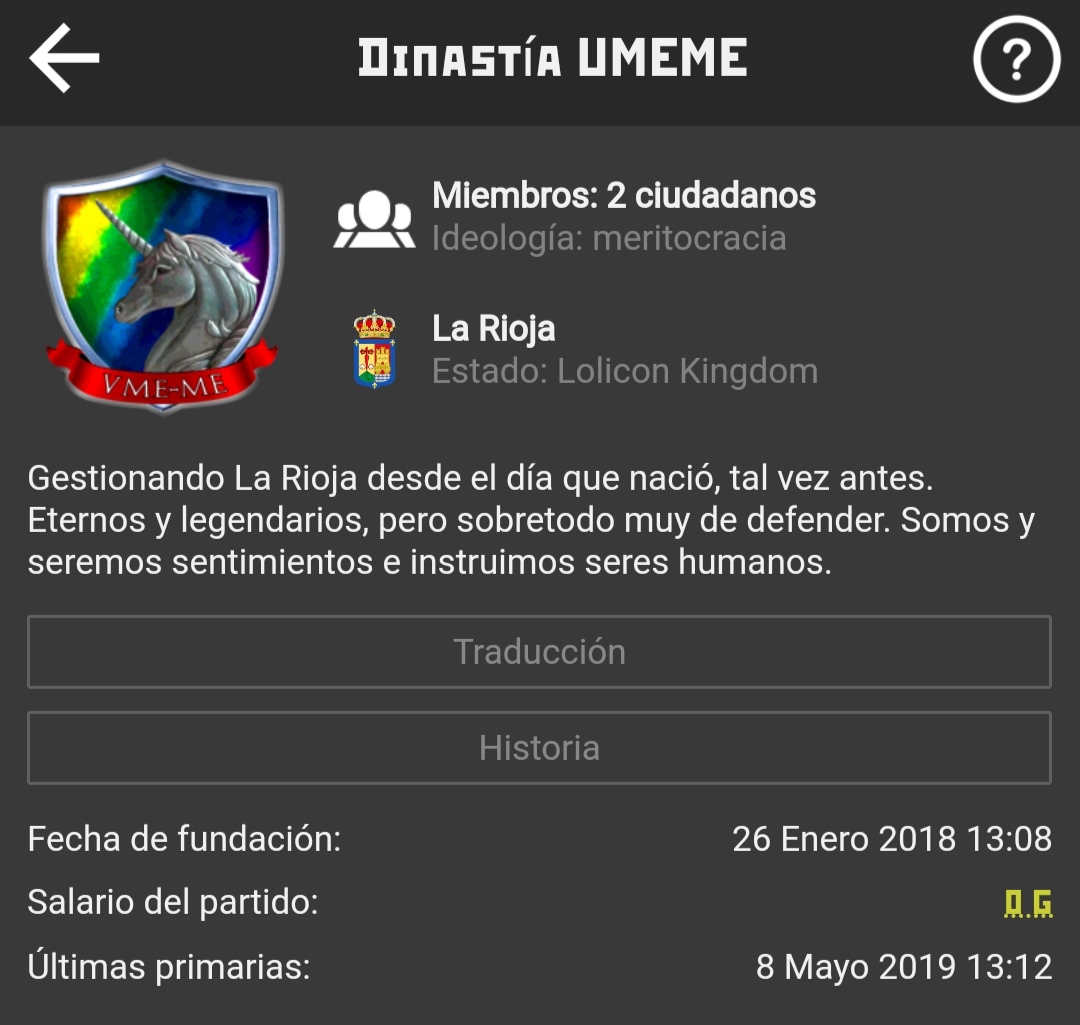 Dinastía UMEME
?
Miembros: 2 ciudadanos
Ideología: meritocracia
VME-ME
La Rioja
Estado: Lolicon Kingdom
Gestionando La Rioja desde el día que nació, tal vez antes.
Eternos y legendarios, pero sobretodo muy de defender. Somos y
seremos sentimientos e instruimos seres humanos.
Traducción
Historia
Fecha de fundación: 26 Enero 2018 13:08
Salario del partido: 0.G
Últimas primarias: 8 Mayo 2019 13:12